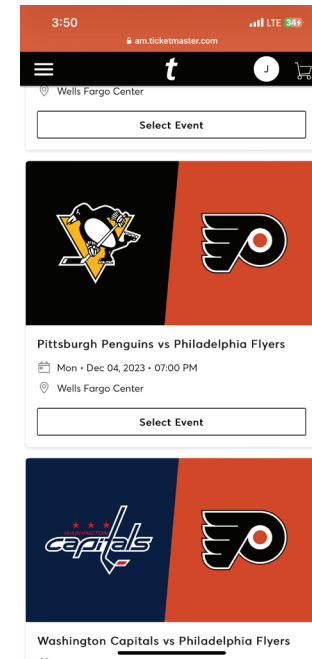 3:50
LTE 34
am.ticketmaster.com
t
J
Wells Fargo Center
Select Event
Pittsburgh Penguins vs Philadelphia Flyers
Mon • Dec 04, 2023 • 07:00 PM
Wells Fargo Center
Select Event
WASHINGTON
capitals
Washington Capitals vs Philadelphia Flyers